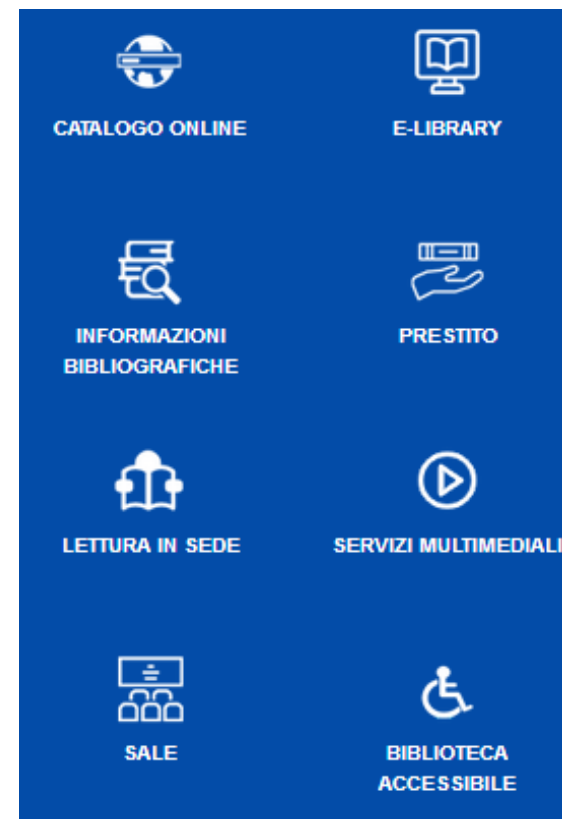 CATALOGO ONLINE
E-LIBRARY
INFORMAZIONI
BIBLIOGRAFICHE
PRESTITO
LETTURA IN SEDE
SERVIZI MULTIMEDIALI
SALE
BIBLIOTECA
ACCESSIBILE